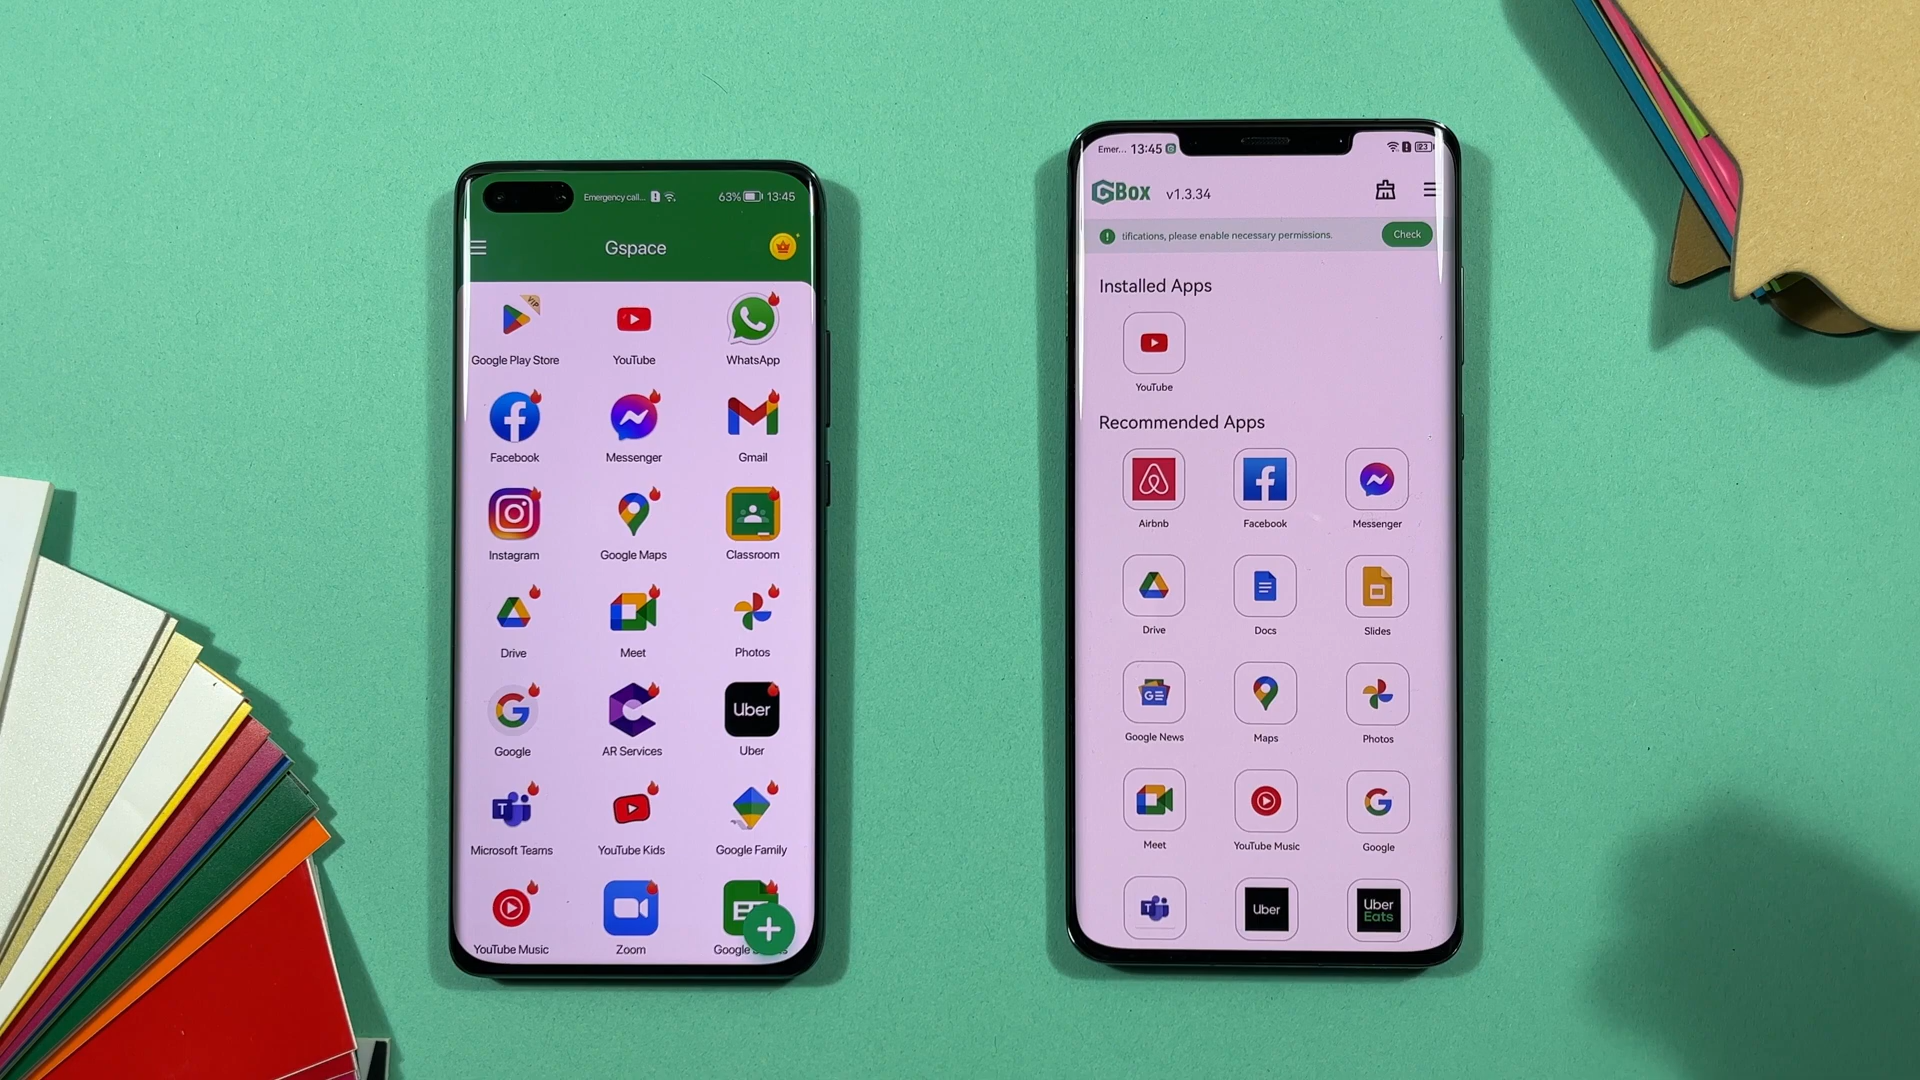 Emergency call... 63% 13:45
Gspace
VIP
Google Play Store YouTube WhatsApp
Facebook Messenger Gmail
Instagram Google Maps Classroom
Drive Meet Photos
Uber
Google AR Services Uber
Microsoft Teams YouTube Kids Google Family
YouTube Music Zoom Google
Emer... 13:45 23
GBox v1.3.34
tifications, please enable necessary permissions. Check
Installed Apps
YouTube
Recommended Apps
Airbnb Facebook Messenger
Drive Docs Slides
GE
Google News Maps Photos
Meet YouTube Music Google
Uber Uber
Eats